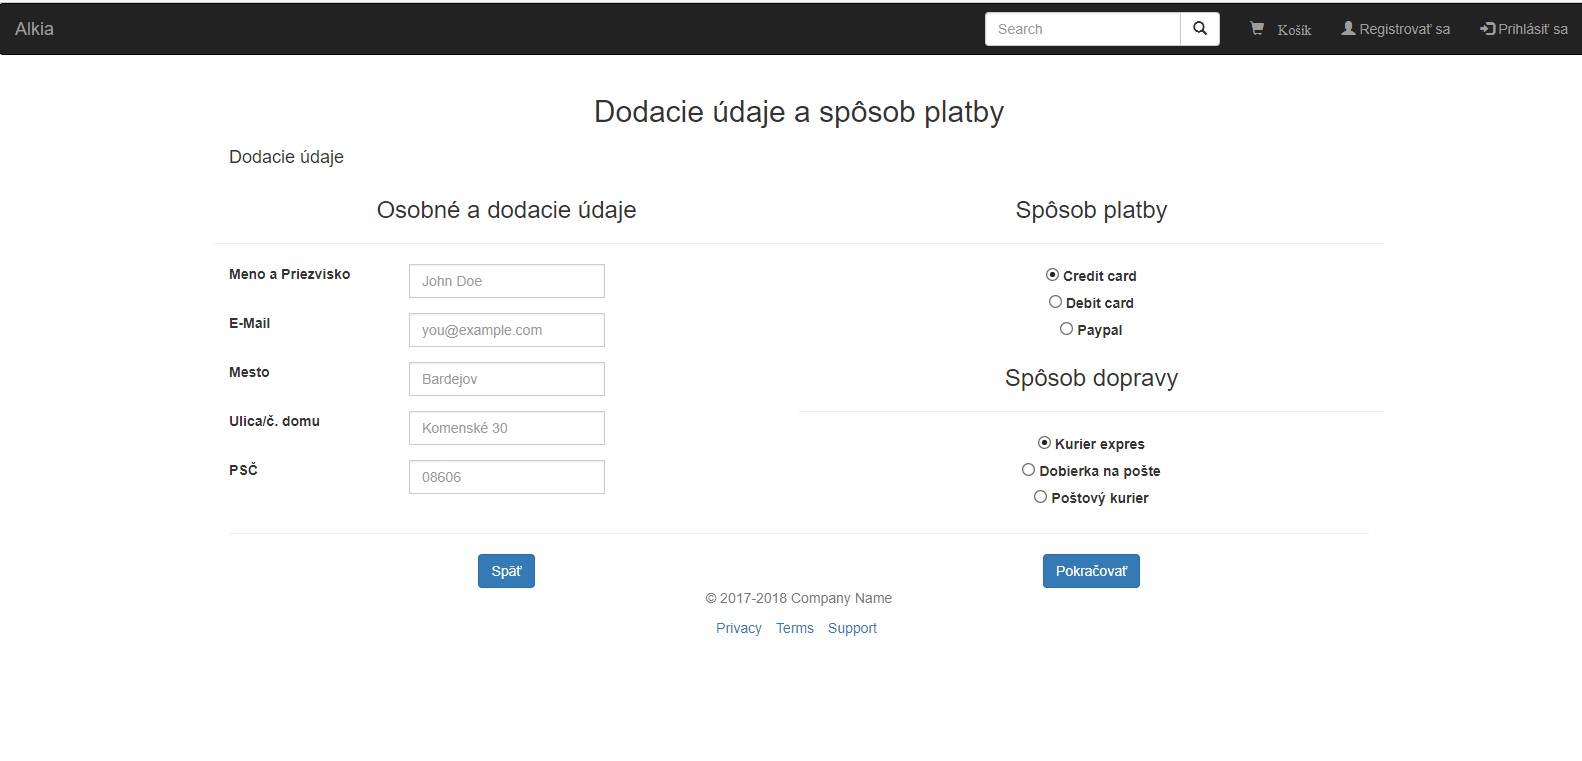 Alkia
Search
Košík
Registrovať sa
Prihlásiť sa
Dodacie údaje a spôsob platby
Dodacie údaje
Osobné a dodacie údaje
Meno a Priezvisko
John Doe
E-Mail
you@example.com
Mesto
Bardejov
Ulica/č. domu
Komenské 30
PSČ
08606
Spôsob platby
Credit card
Debit card
Paypal
Spôsob dopravy
Kurier expres
Dobierka na pošte
Poštový kurier
Späť
Pokračovať
© 2017-2018 Company Name
Privacy Terms Support